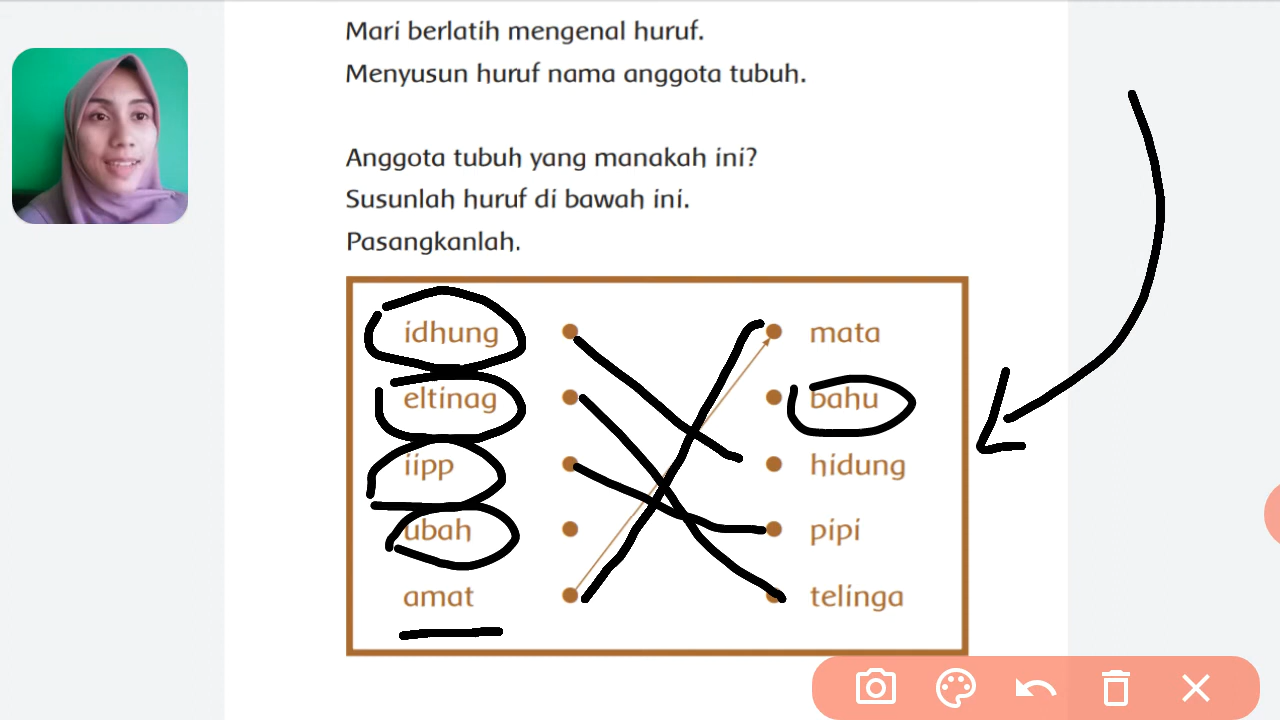 Mari berlatih mengenal huruf.
Menyusun huruf nama anggota tubuh.
Anggota tubuh yang manakah ini?
Susunlah huruf di bawah ini.
Pasangkanlah.
idhung mata
eltinag bahu
iipp hidung
ubah pipi
amat telinga